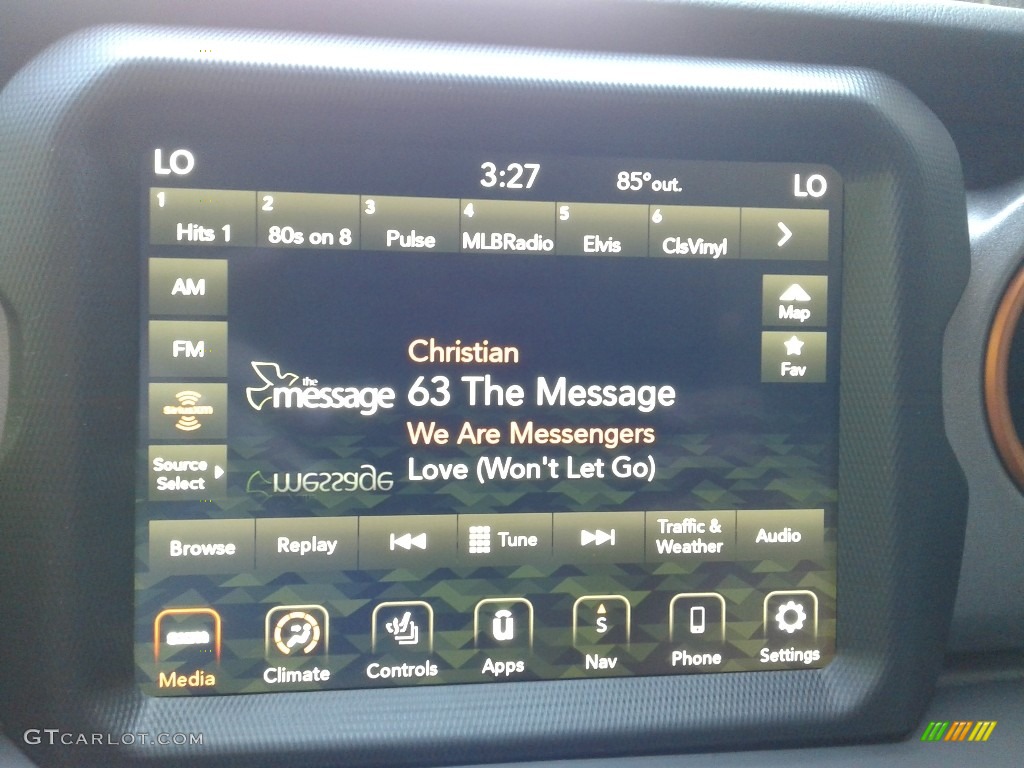 LO 3:27 85°out. LO
1 2 3 4 5 6
Hits 1 80s on 8 Pulse MLBRadio Elvis ClsVinyl
AM
FM
SiriusXM
Source
Select
Map
Fav
the
message
Christian
63 The Message
We Are Messengers
Love (Won't Let Go)
message
Browse Replay Tune Traffic &
Weather Audio
S
Media Climate Controls Apps Nav Phone Settings
GTCARLOT.COM